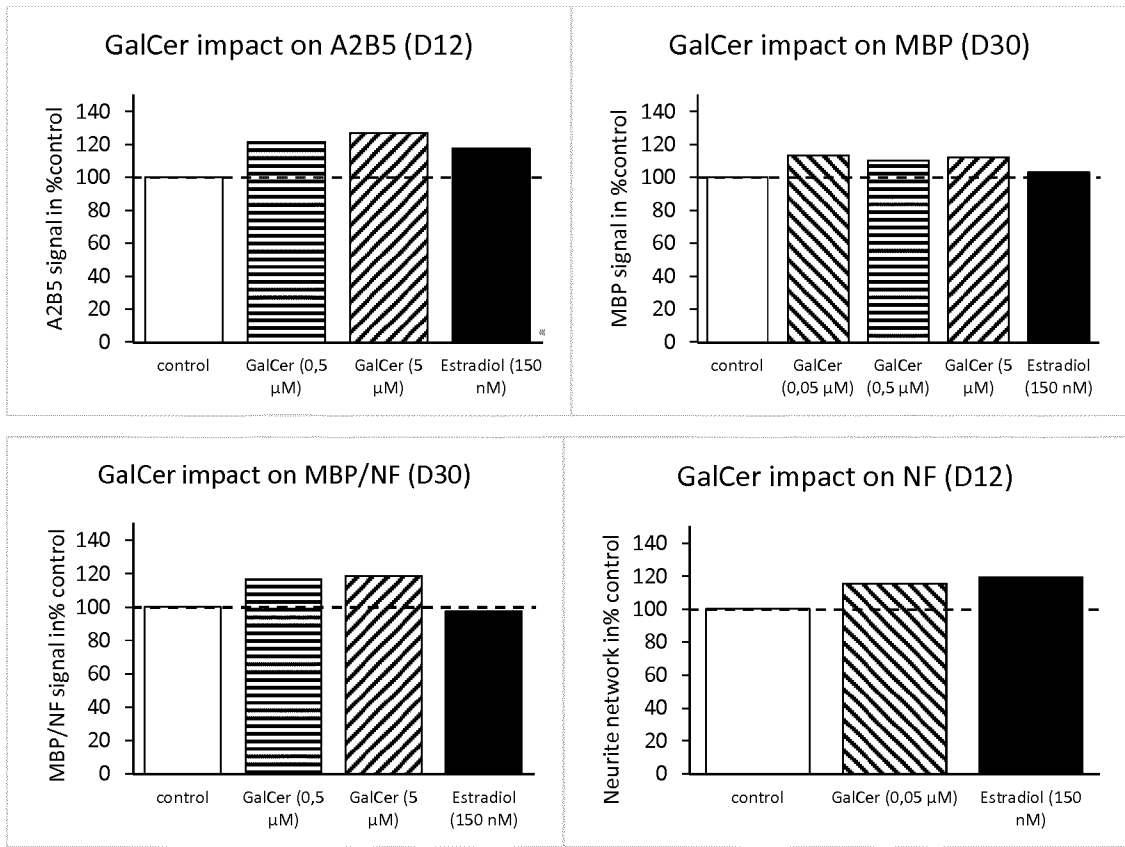 GalCer impact on A2B5 (D12)
A2B5 signal in %control
140
120
100
80
60
40
20
0
control
GalCer (0,5
µM)
GalCer (5
µM)
Estradiol (150
nM)
GalCer impact on MBP (D30)
MBP signal in %control
140
120
100
80
60
40
20
0
control
GalCer
(0,05 µM)
GalCer
(0,5 µM)
GalCer (5
µM)
Estradiol
(150 nM)
GalCer impact on MBP/NF (D30)
MBP/NF signal in% control
140
120
100
80
60
40
20
0
control
GalCer (0,5
µM)
GalCer (5
µM)
Estradiol
(150 nM)
GalCer impact on NF (D12)
Neurite network in% control
140
120
100
80
60
40
20
0
control
GalCer (0,05 µM)
Estradiol (150
nM)